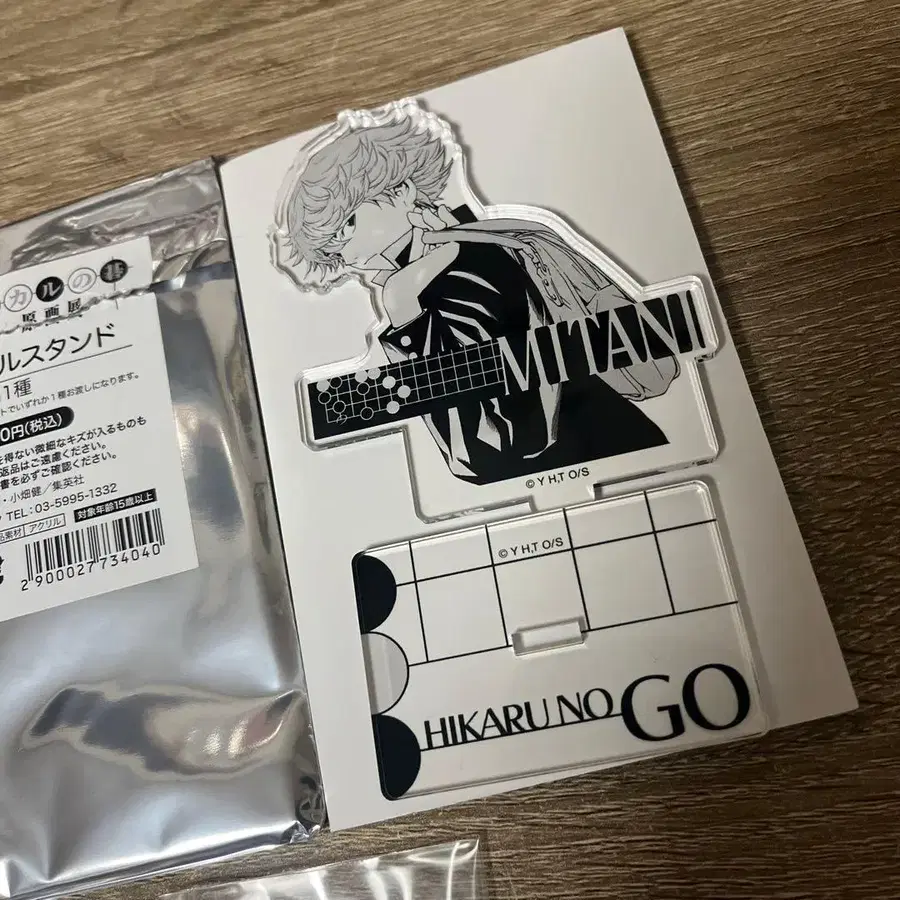 カルの碁
原画展
ルスタンド
1種
トでいずれか1種お渡しになります。
0円(税込)
を得ない微細なキズが入るものも
返品はご遠慮ください。
書を必ずご確認ください。
・小畑健／集英社
TEL: 03-5995-1332
品素材 アクリル 対象年齢15歳以上
2900027734040
MITANI
©Y H,T O/S
©Y H,T O/S
HIKARU NO GO